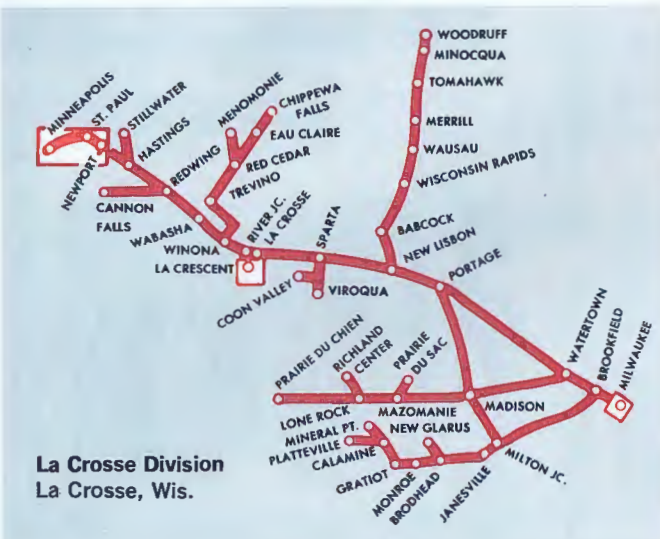 WOODRUFF
MINOCQUA
TOMAHAWK
MERRILL
WAUSAU
WISCONSIN RAPIDS
BABCOCK
NEW LISBON
MINNEAPOLIS
ST. PAUL
NEWPORT
STILLWATER
HASTINGS
CANNON
FALLS
REDWING
MENOMONIE
CHIPPEWA
FALLS
EAU CLAIRE
RED CEDAR
TREVINO
WABASHA
WINONA
RIVER JC.
LA CROSSE
LA CRESCENT
SPARTA
COON VALLEY
VIROQUA
PORTAGE
WATERTOWN
BROOKFIELD
MILWAUKEE
PRAIRIE DU CHIEN
RICHLAND
CENTER
PRAIRIE
DU SAC
LONE ROCK
MAZOMANIE
MADISON
MINERAL PT.
NEW GLARUS
PLATTEVILLE
CALAMINE
GRATIOT
MONROE
BRODHEAD
JANESVILLE
MILTON JC.
La Crosse Division
La Crosse, Wis.